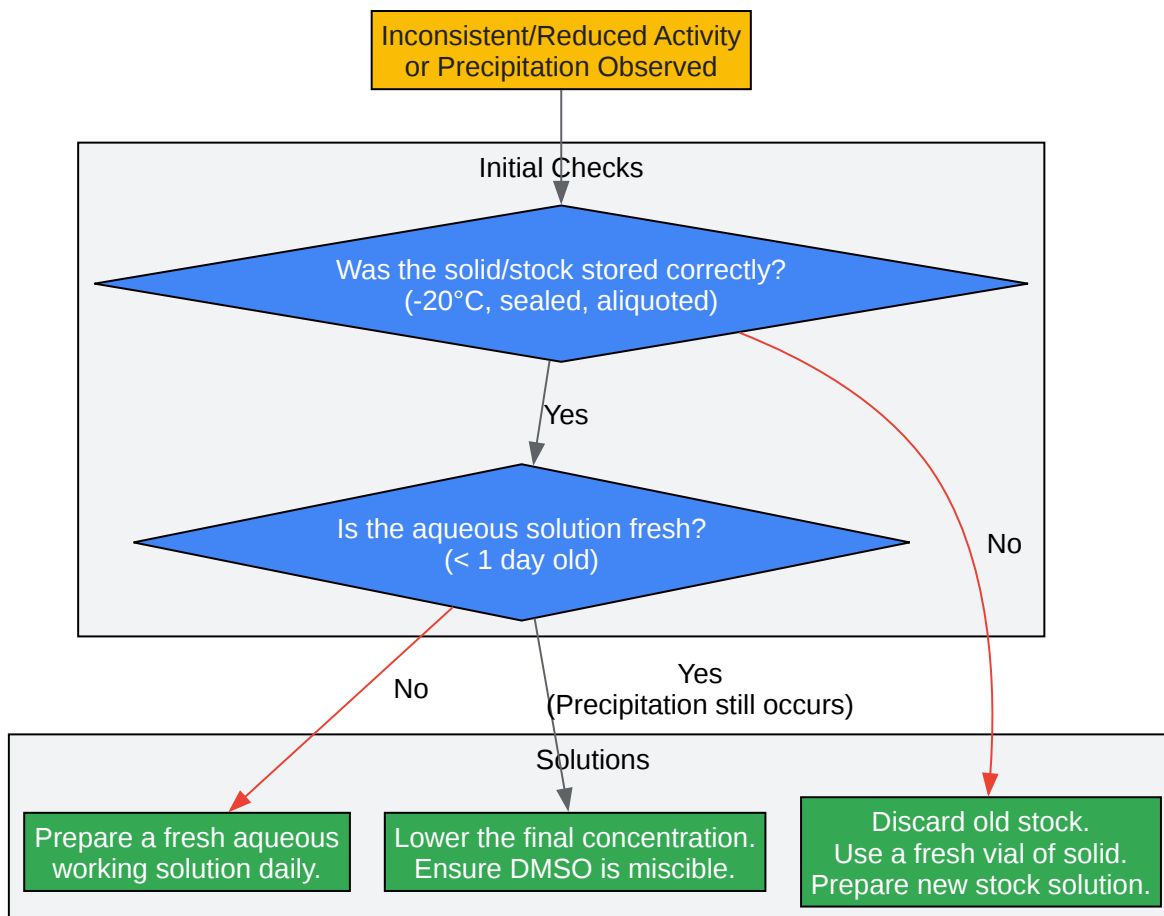 Inconsistent/Reduced Activity
or Precipitation Observed
Initial Checks
Was the solid/stock stored correctly?
(-20°C, sealed, aliquoted)
Yes
Is the aqueous solution fresh?
(< 1 day old)
No
No
Yes
(Precipitation still occurs)
Solutions
Prepare a fresh aqueous
working solution daily.
Lower the final concentration.
Ensure DMSO is miscible.
Discard old stock.
Use a fresh vial of solid.
Prepare new stock solution.